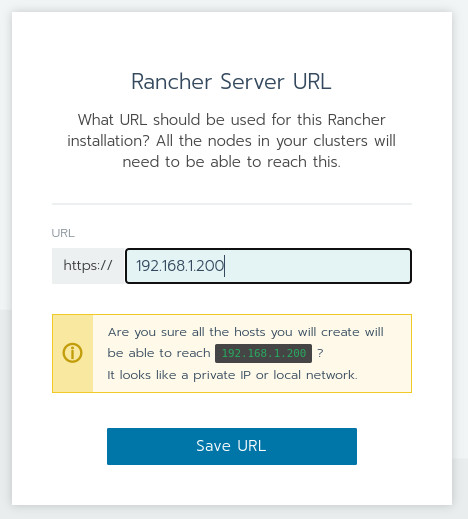 Rancher Server URL
What URL should be used for this Rancher
installation? All the nodes in your clusters will
need to be able to reach this.
URL
https:// 192.168.1.200
Are you sure all the hosts you will create will
be able to reach 192.168.1.200 ?
It looks like a private IP or local network.
Save URL